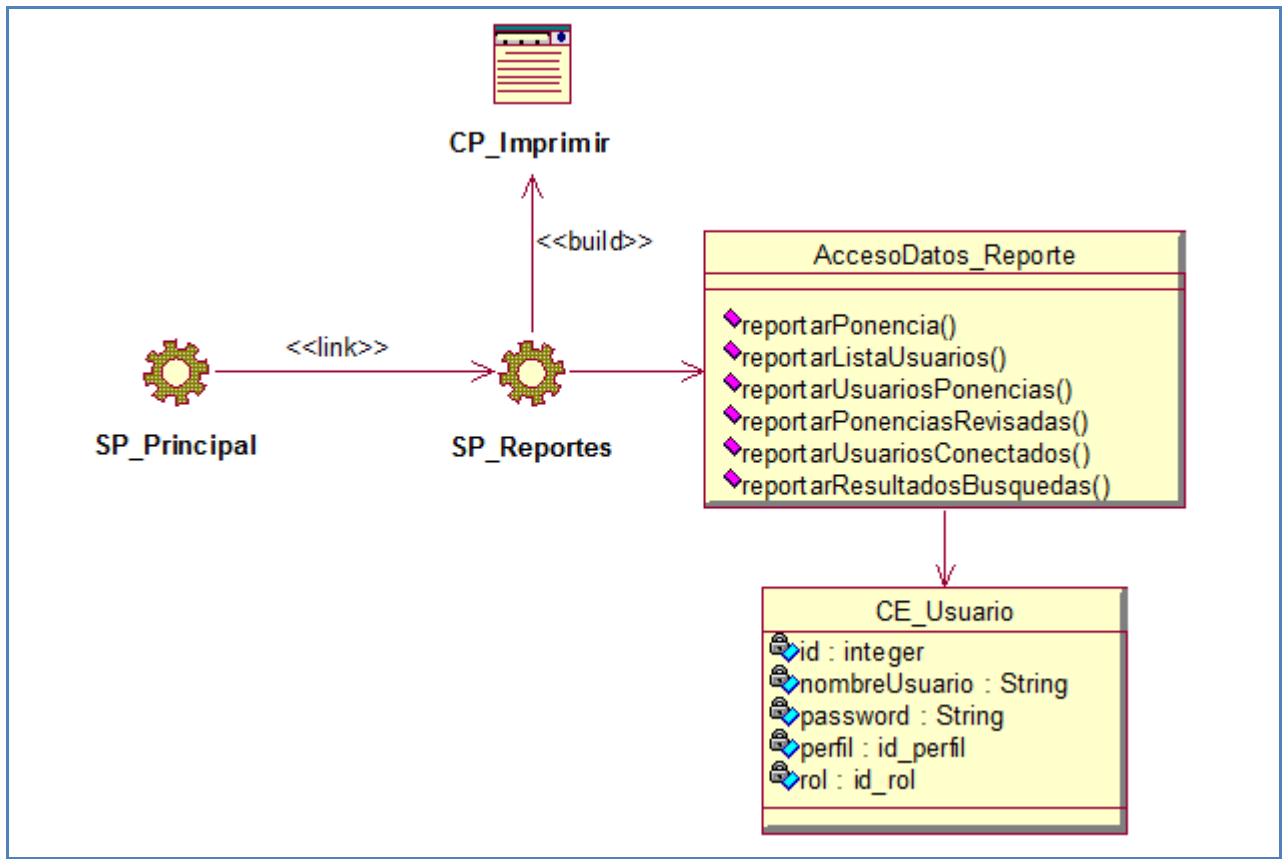 CP_Imprimir
<<build>>
AccesoDatos_Reporte
reportarPonencia()
reportarListaUsuarios()
reportarUsuariosPonencias()
reportarPonenciasRevisadas()
reportarUsuariosConectados()
reportarResultadosBusquedas()
<<link>>
SP_Principal
SP_Reportes
CE_Usuario
id : integer
nombreUsuario : String
password : String
perfil : id_perfil
rol : id_rol